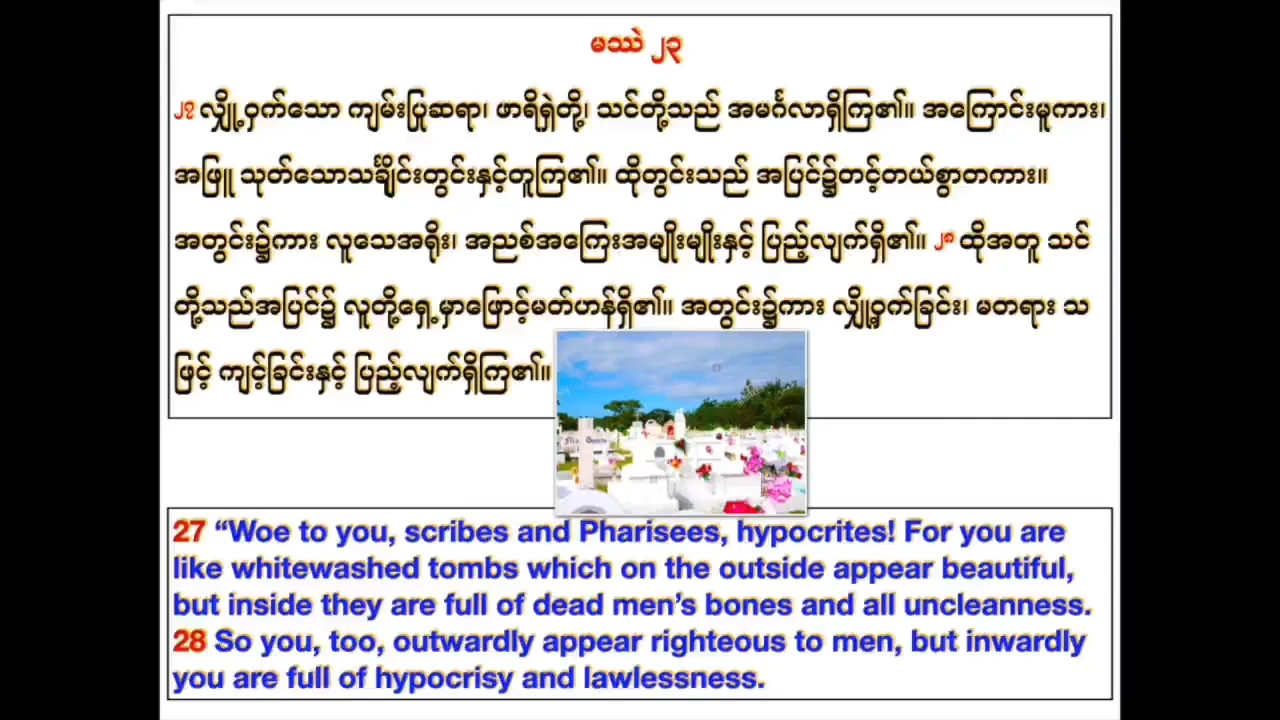 မဿဲ ၂၃
၂၇ လျှို့ဝှက်သော ကျမ်းပြုဆရာ၊ ဖာရိရှဲတို့၊ သင်တို့သည် အမင်္ဂလာရှိကြ၏။ အကြောင်းမူကား၊
အဖြူ သုတ်သောသင်္ချိုင်းတွင်းနှင့်တူကြ၏။ ထိုတွင်းသည် အပြင်၌တင့်တယ်စွာတကား။
အတွင်း၌ကား လူသေအရိုး၊ အညစ်အကြေးအမျိုးမျိုးနှင့် ပြည့်လျက်ရှိ၏။ ၂၈ ထိုအတူ သင်
တို့သည်အပြင်၌ လူတို့ရှေ့မှာဖြောင့်မတ်ဟန်ရှိ၏။ အတွင်း၌ကား လျှို့ဝှက်ခြင်း၊ မတရား သ
ဖြင့် ကျင့်ခြင်းနှင့် ပြည့်လျက်ရှိကြ၏။
27 “Woe to you, scribes and Pharisees, hypocrites! For you are
like whitewashed tombs which on the outside appear beautiful,
but inside they are full of dead men’s bones and all uncleanness.
28 So you, too, outwardly appear righteous to men, but inwardly
you are full of hypocrisy and lawlessness.